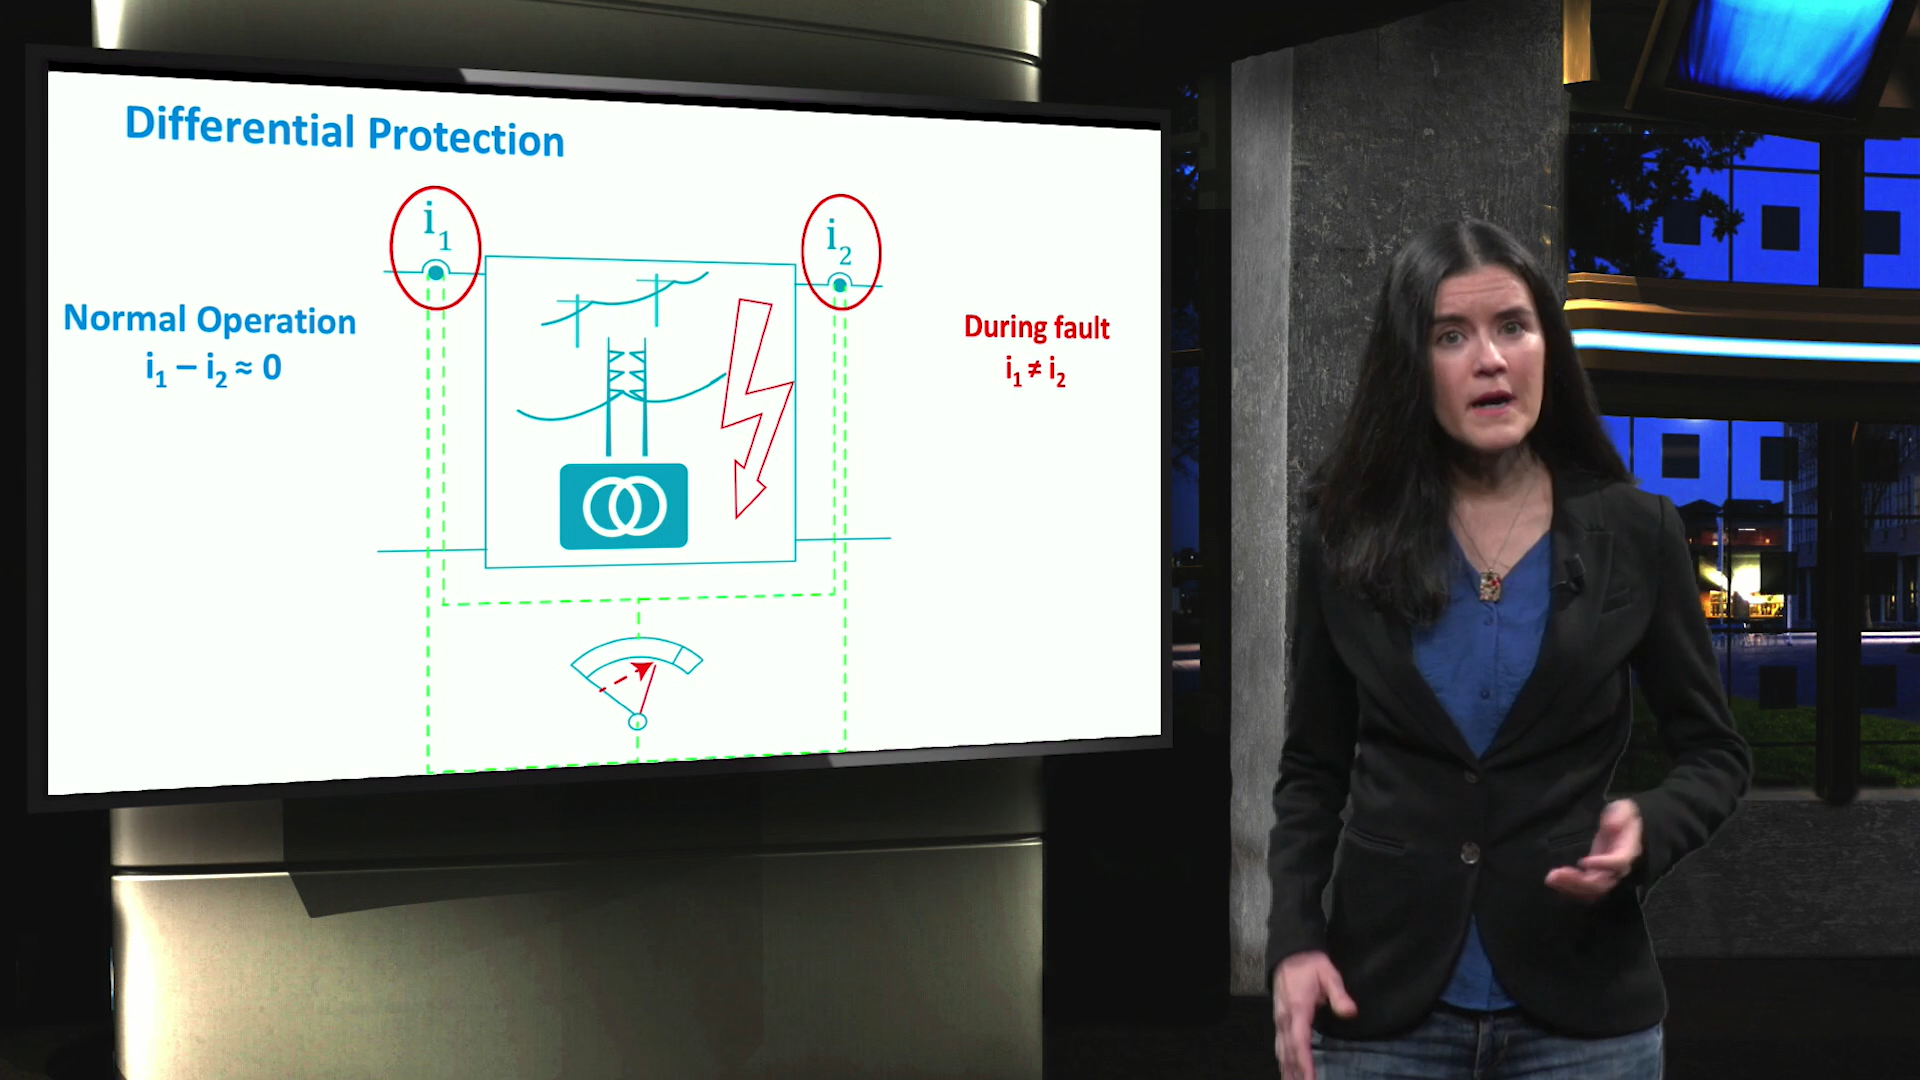 Differential Protection
i₁
i₂
Normal Operation
i₁ – i₂ ≈ 0
During fault
i₁ ≠ i₂